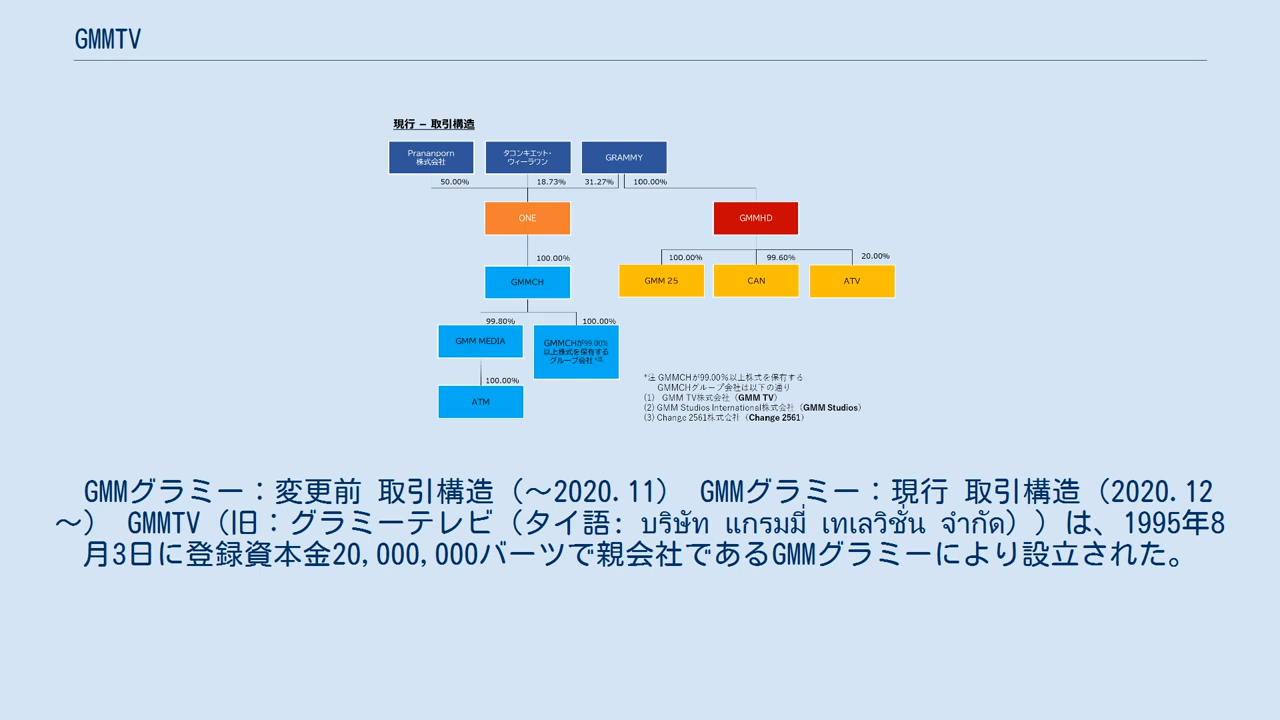 GMMTV
現行 – 取引構造
Prananporn
株式会社
タコンキエット・
ウィーラワン
GRAMMY
50.00%
18.73%
31.27%
100.00%
ONE
GMMHD
100.00%
100.00%
99.60%
20.00%
GMMCH
GMM 25
CAN
ATV
99.80%
100.00%
GMM MEDIA
GMMCHが99.00%
以上株式を保有する
グループ会社*注
100.00%
ATM
*注 GMMCHが99.00%以上株式を保有する
GMMCHグループ会社は以下の通り
(1) GMM TV株式会社（GMM TV）
(2) GMM Studios International株式会社（GMM Studios）
(3) Change 2561株式会社（Change 2561）
GMMグラミー：変更前 取引構造（～2020.11） GMMグラミー：現行 取引構造（2020.12
～） GMMTV（旧：グラミーテレビ（タイ語: บริษัท แกรมมี่ เทเลวิชั่น จำกัด））は、1995年8
月3日に登録資本金20,000,000バーツで親会社であるGMMグラミーにより設立された。